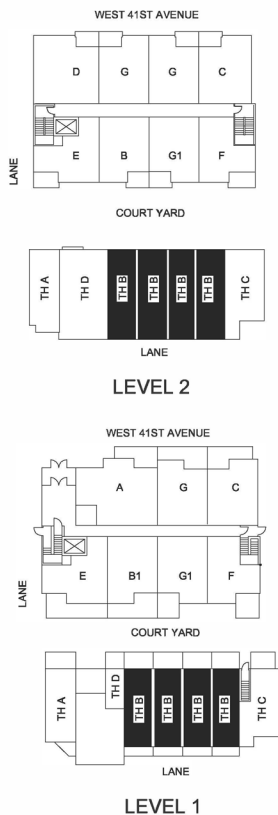 WEST 41ST AVENUE
D G G C
LANE
E B G1 F
COURT YARD
TH A TH D TH B TH B TH B TH B TH C
LANE
LEVEL 2
WEST 41ST AVENUE
A G C
E B1 G1 F
LANE
COURT YARD
TH A TH D TH B TH B TH B TH B TH C
LANE
LEVEL 1